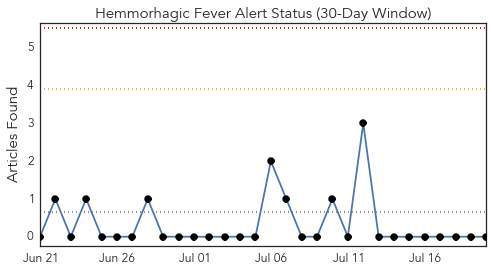 Hemmorhagic Fever Alert Status (30-Day Window)
Articles Found
5
4
3
2
1
0
Jun 21 Jun 26 Jul 01 Jul 06 Jul 11 Jul 16